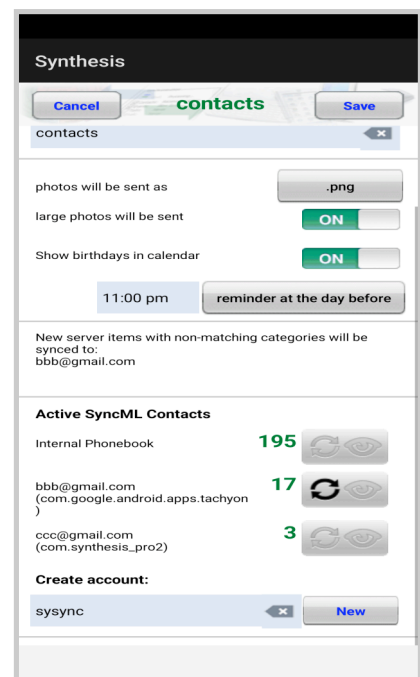 Synthesis
Cancel contacts Save
contacts
photos will be sent as .png
large photos will be sent ON
Show birthdays in calendar ON
11:00 pm reminder at the day before
New server items with non-matching categories will be
synced to:
bbb@gmail.com
Active SyncML Contacts
Internal Phonebook 195
bbb@gmail.com 17
(com.google.android.apps.tachyon
)
ccc@gmail.com 3
(com.synthesis_pro2)
Create account:
sysync New